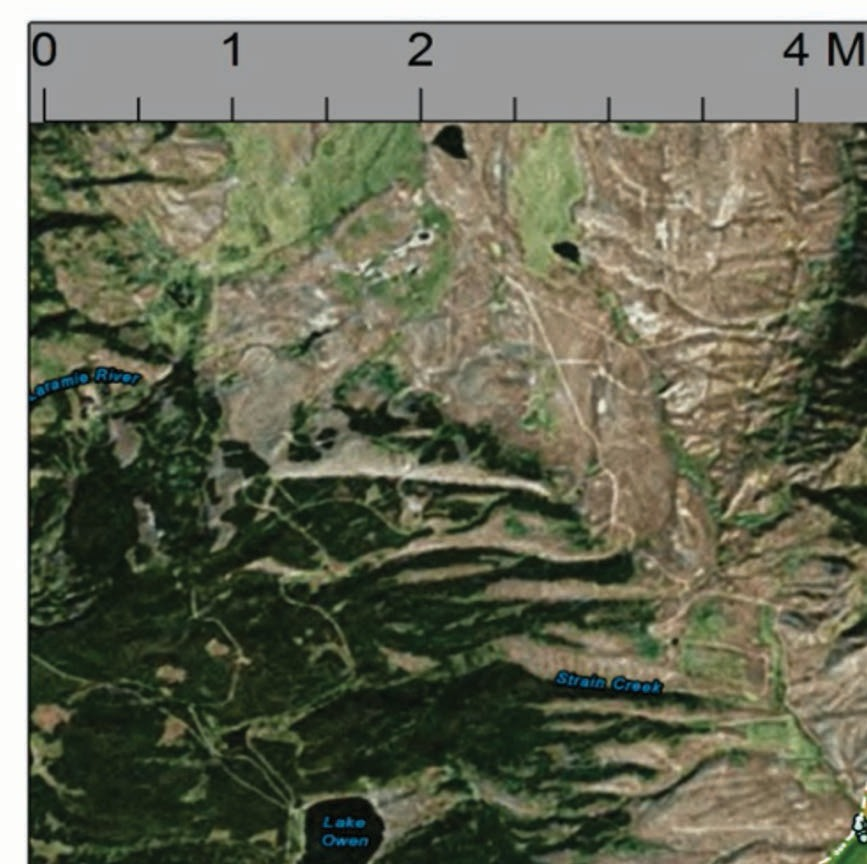 0 1 2 4 M
Laramie River
Strain Creek
Lake
Owen